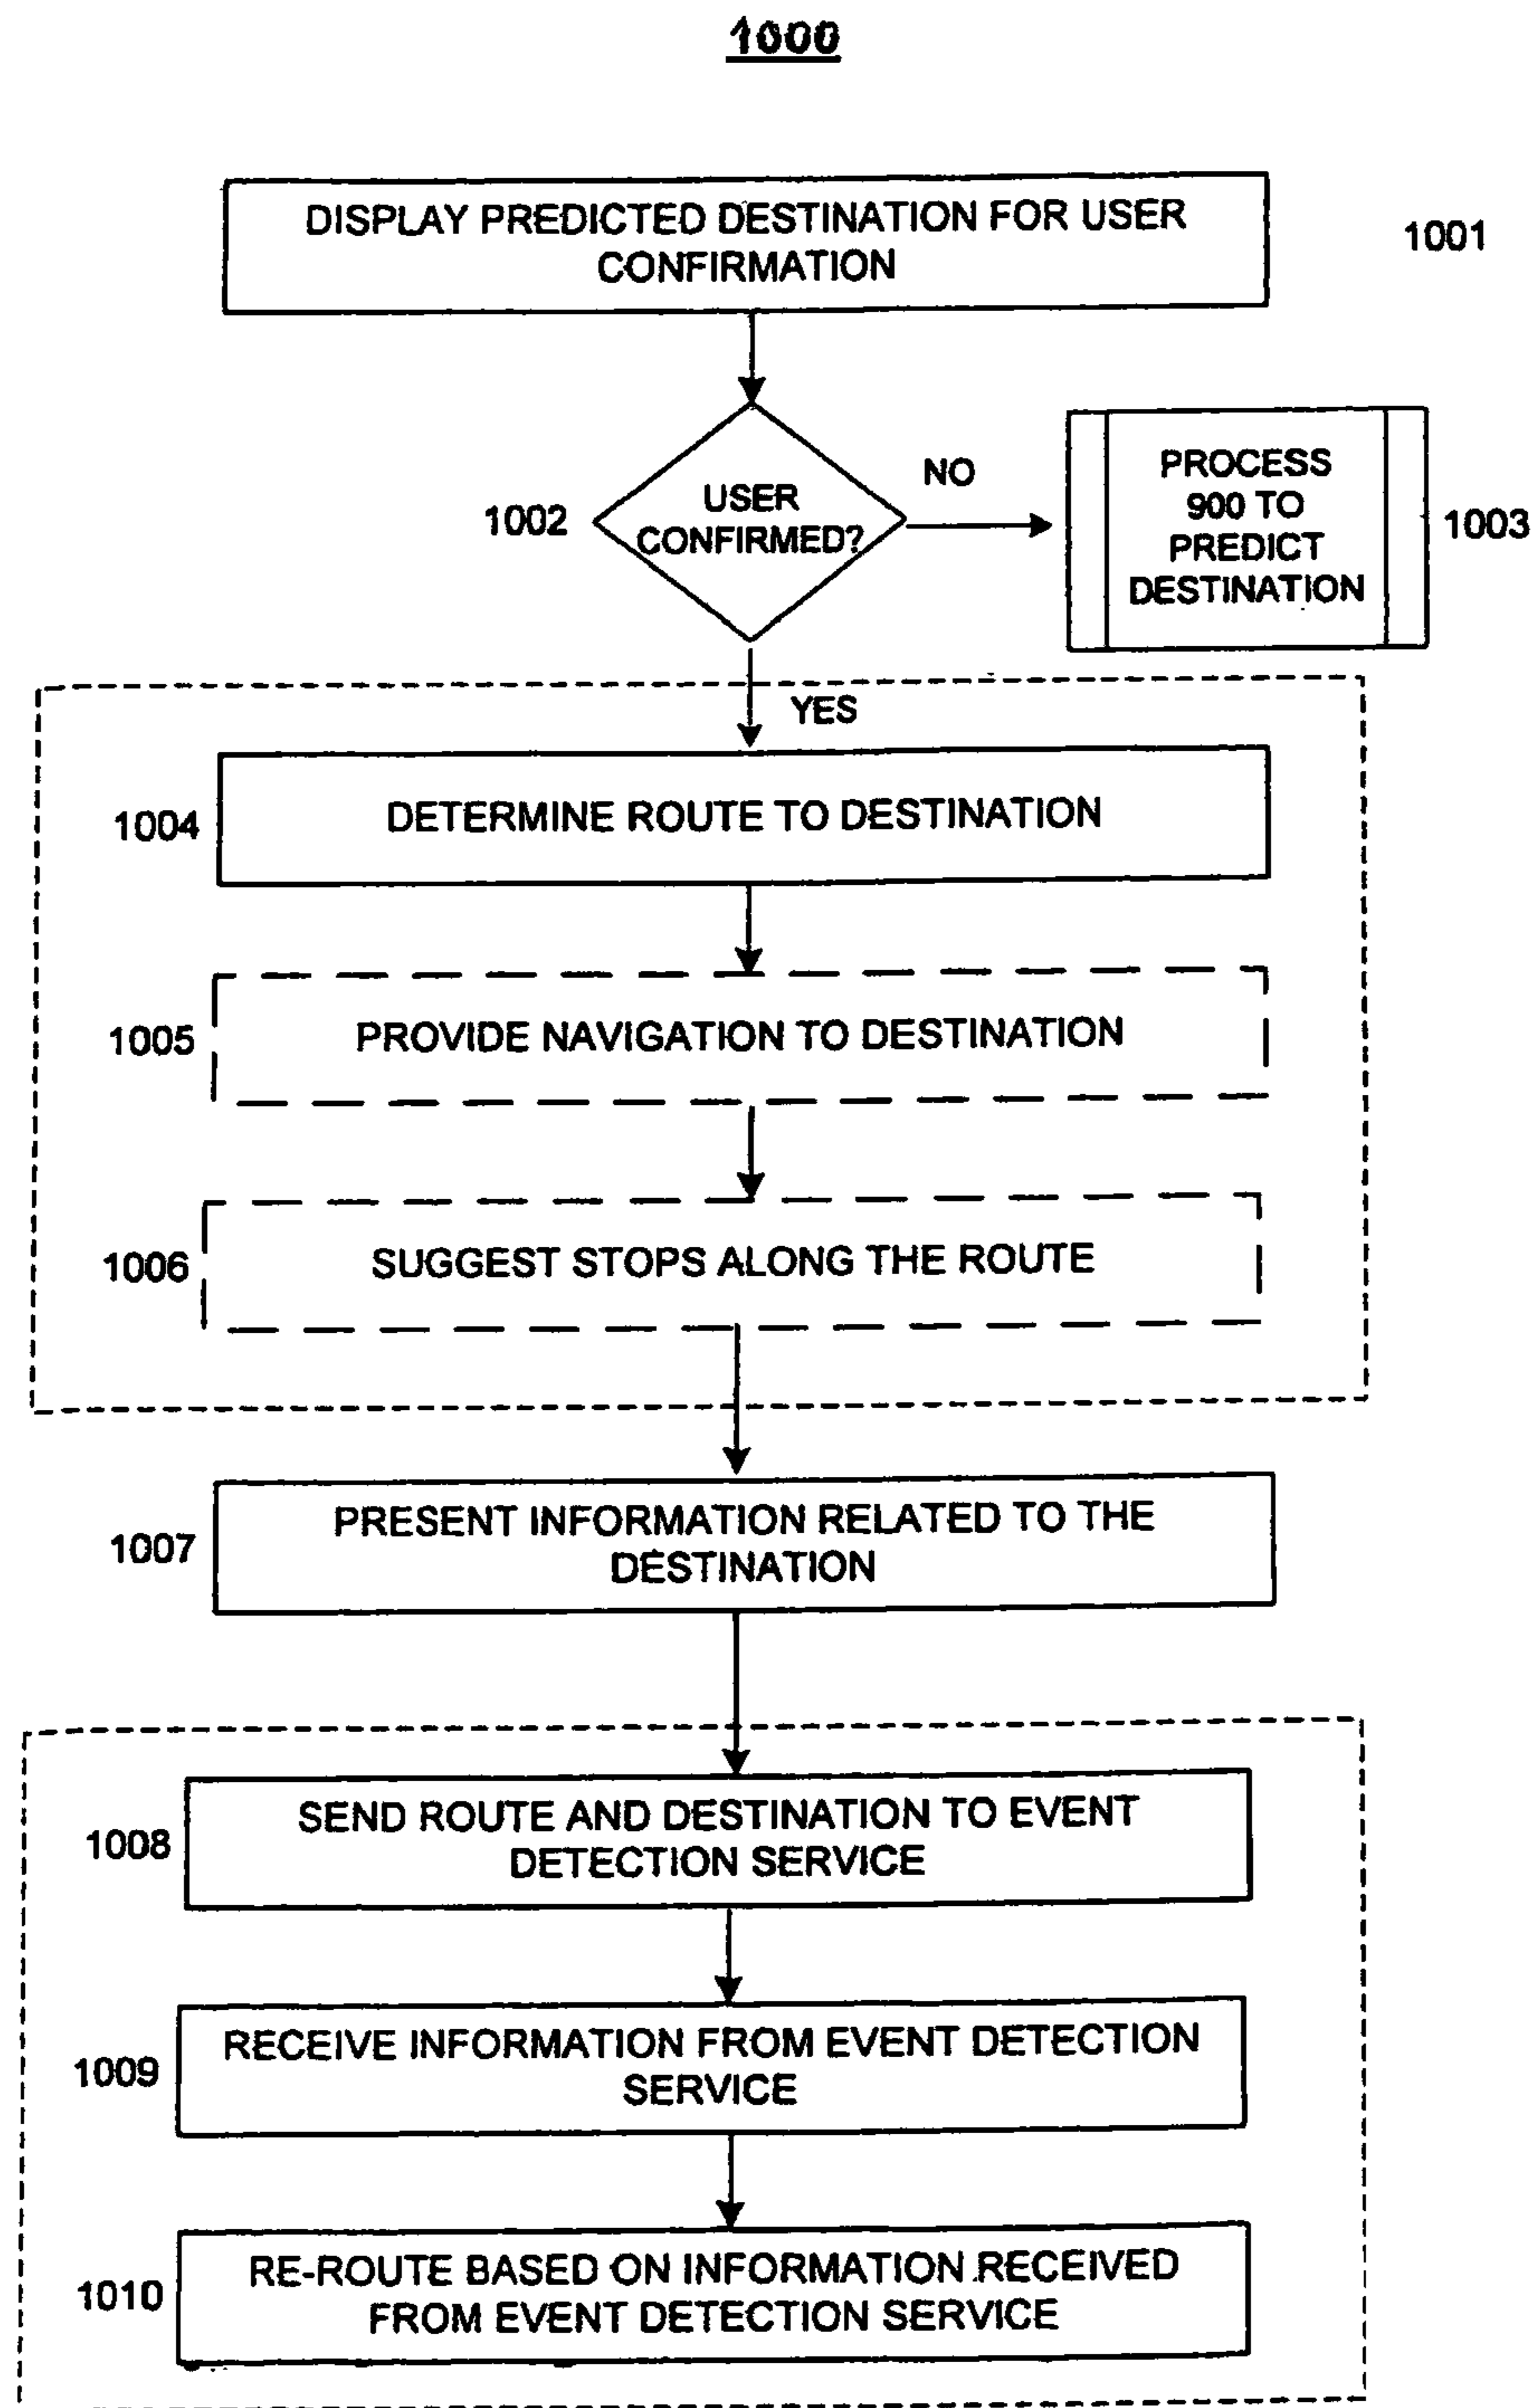 1000
DISPLAY PREDICTED DESTINATION FOR USER
CONFIRMATION
1001
1002
USER
CONFIRMED?
NO
PROCESS
900 TO
PREDICT
DESTINATION
1003
YES
1004
DETERMINE ROUTE TO DESTINATION
1005
PROVIDE NAVIGATION TO DESTINATION
1006
SUGGEST STOPS ALONG THE ROUTE
1007
PRESENT INFORMATION RELATED TO THE
DESTINATION
1008
SEND ROUTE AND DESTINATION TO EVENT
DETECTION SERVICE
1009
RECEIVE INFORMATION FROM EVENT DETECTION
SERVICE
1010
RE-ROUTE BASED ON INFORMATION RECEIVED
FROM EVENT DETECTION SERVICE